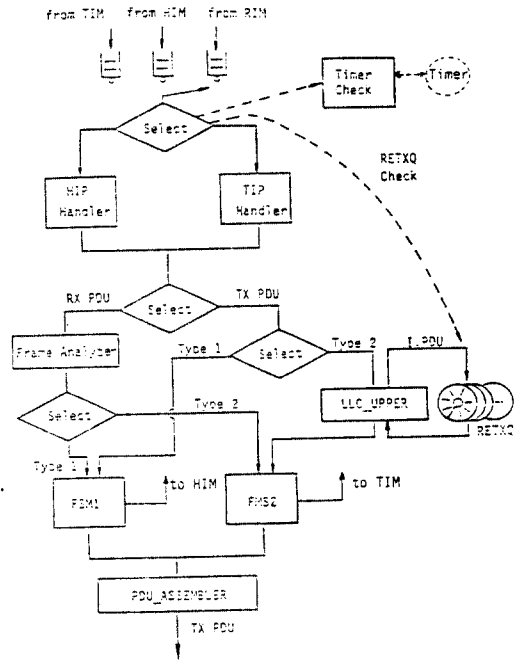 from TIM from HIM from RIM
Timer
Check
Timer
Select
RETXQ
Check
HIP
Handler
TIP
Handler
RX PDU
Select
TX PDU
Frame Analyzer
Type 1
Select
Type 2
I.PDU
Select
Type 2
LLC_UPPER
RETXQ
Type 1
FSM1
to HIM
FMS2
to TIM
PDU_ASSEMBLER
TX PDU